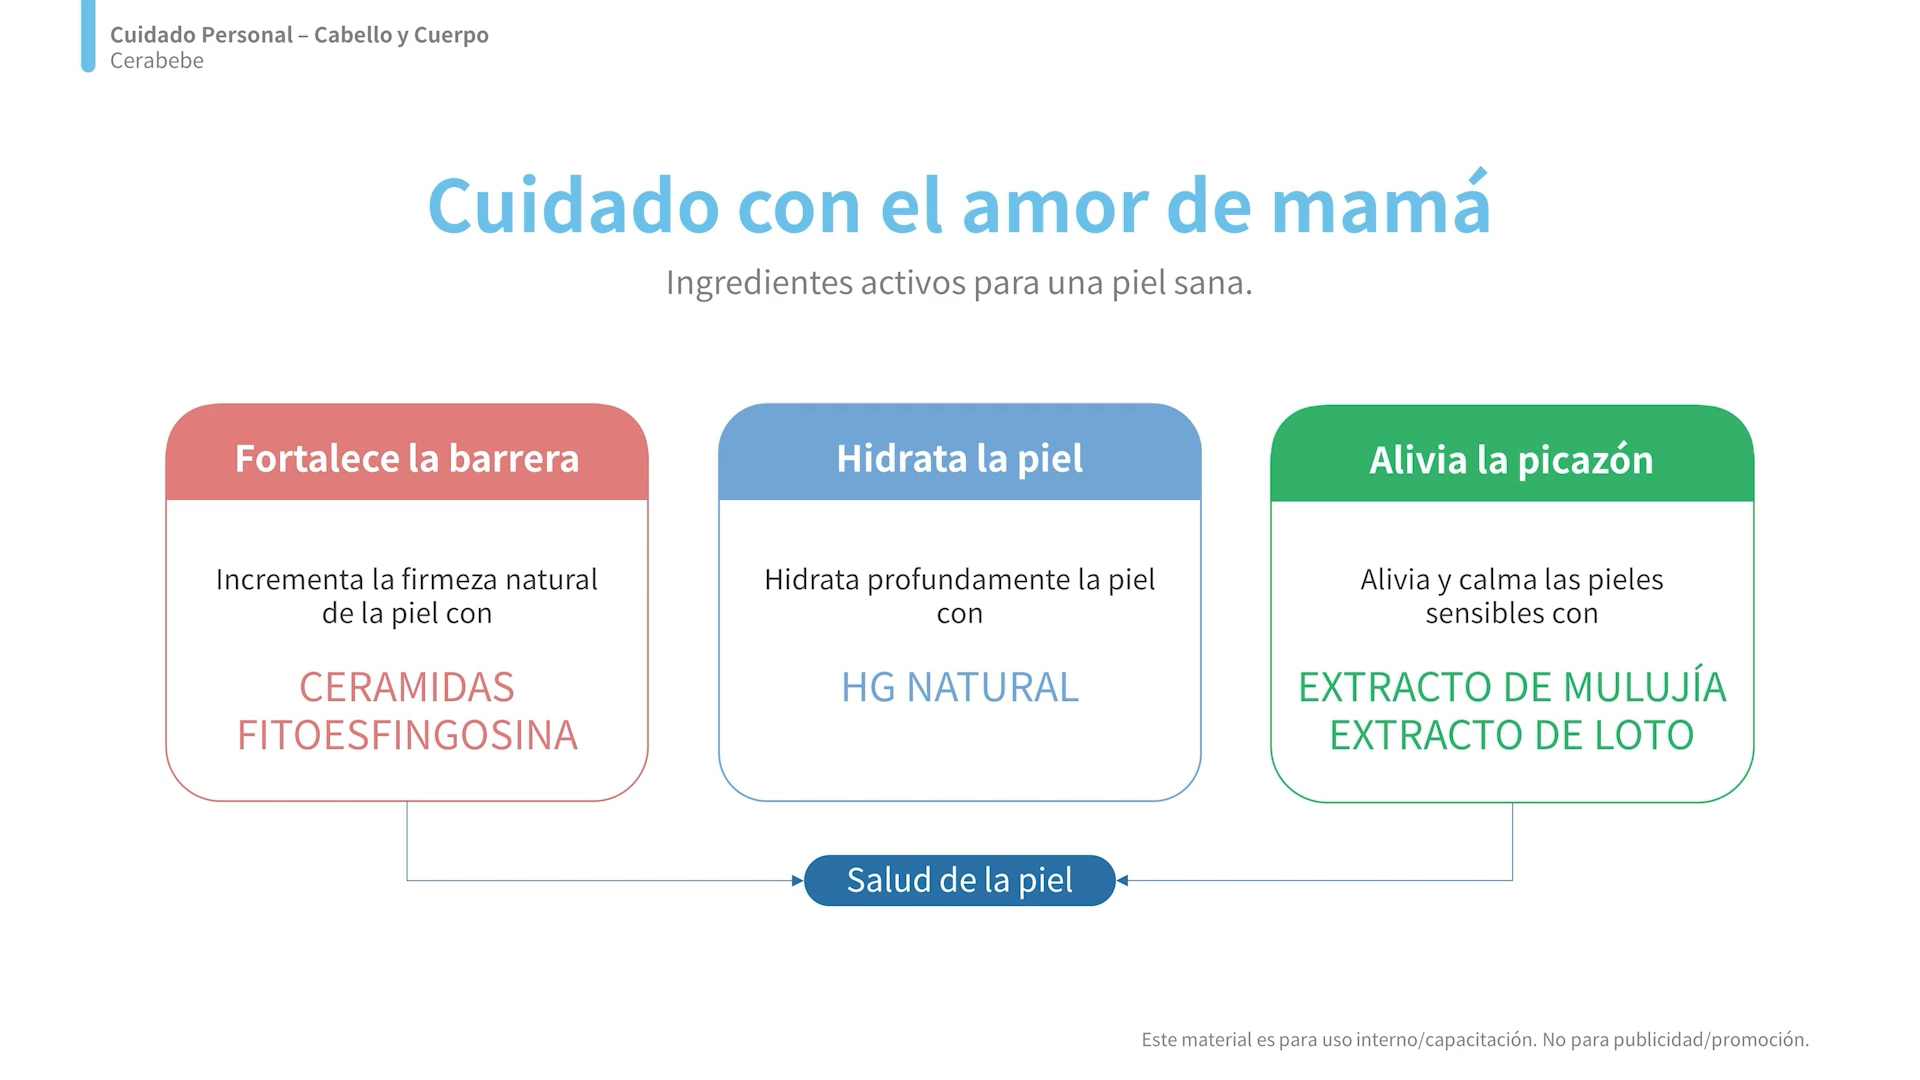 Cuidado Personal – Cabello y Cuerpo
Cerabebe
Cuidado con el amor de mamá
Ingredientes activos para una piel sana.
Fortalece la barrera
Incrementa la firmeza natural
de la piel con
CERAMIDAS
FITOESFINGOSINA
Hidrata la piel
Hidrata profundamente la piel
con
HG NATURAL
Alivia la picazón
Alivia y calma las pieles
sensibles con
EXTRACTO DE MULUJÍA
EXTRACTO DE LOTO
Salud de la piel
Este material es para uso interno/capacitación. No para publicidad/promoción.